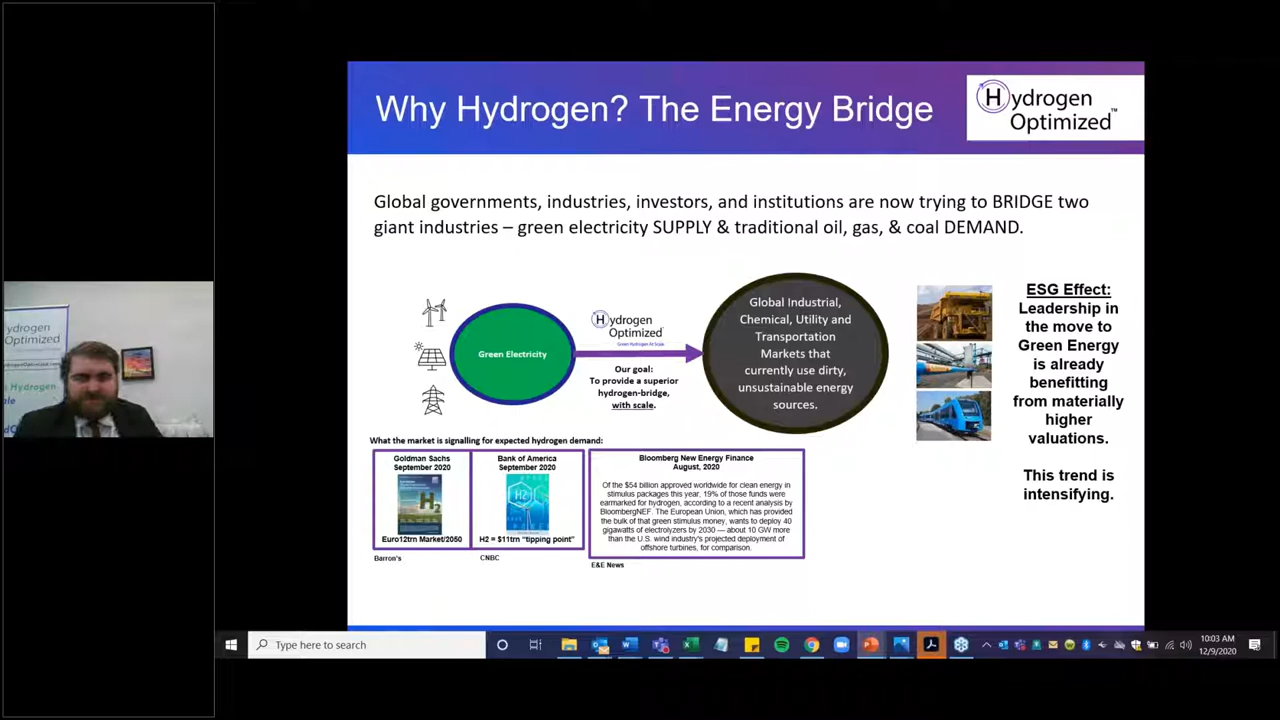 Why Hydrogen? The Energy Bridge
Hydrogen
Optimized™
Global governments, industries, investors, and institutions are now trying to BRIDGE two
giant industries – green electricity SUPPLY & traditional oil, gas, & coal DEMAND.
Green Electricity
Hydrogen
Optimized
Green Hydrogen At Scale.
Our goal:
To provide a superior
hydrogen-bridge,
with scale.
Global Industrial,
Chemical, Utility and
Transportation
Markets that
currently use dirty,
unsustainable energy
sources.
ESG Effect:
Leadership in
the move to
Green Energy
is already
benefitting
from materially
higher
valuations.
This trend is
intensifying.
Hydrogen
Optimized
What the market is signalling for expected hydrogen demand:
Goldman Sachs
September 2020
H2
Euro12trn Market/2050
Barron's
Bank of America
September 2020
H2
H2 = $11trn “tipping point”
CNBC
Bloomberg New Energy Finance
August, 2020
Of the $54 billion approved worldwide for clean energy in
stimulus packages this year, 19% of those funds were
earmarked for hydrogen, according to a recent analysis by
BloombergNEF. The European Union, which has provided
the bulk of that green stimulus money, wants to deploy 40
gigawatts of electrolyzers by 2030 — about 10 GW more
than the U.S. wind industry's projected deployment of
offshore turbines, for comparison.
E&E News
Type here to search
10:03 AM
12/9/2020